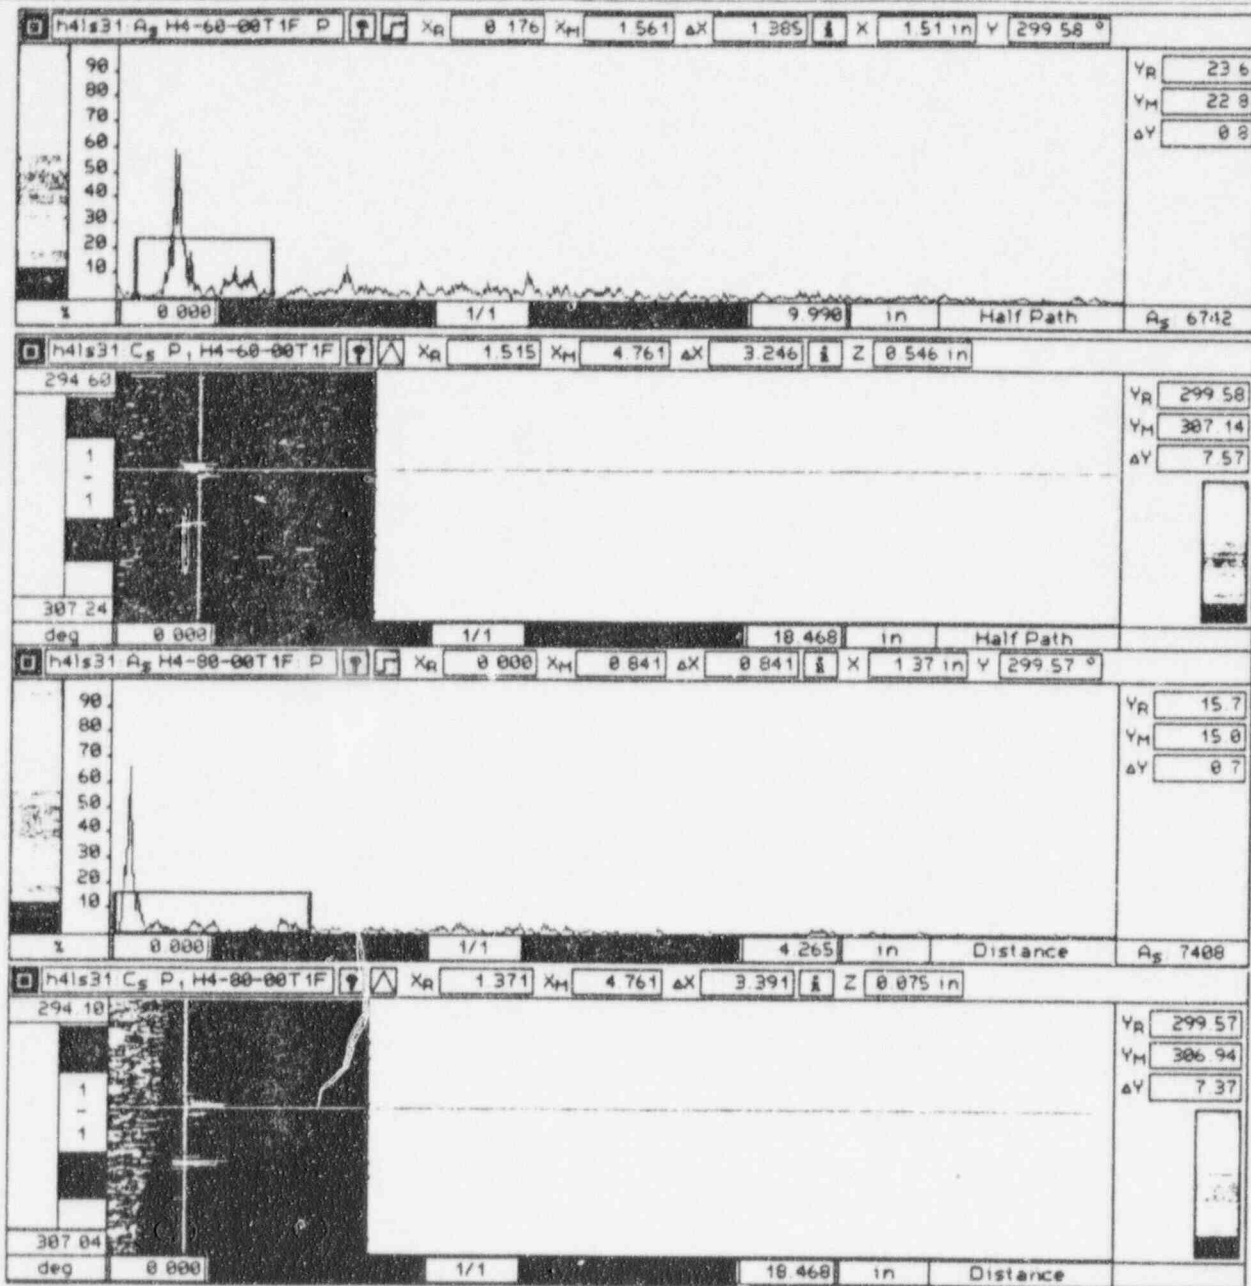 h4ls31 As H4-60-00T1F P XR 0.176 XM 1.561 ΔX 1.385 i X 1.51 in Y 299.58 °
90
80
70
60
50
40
30
20
10
YR 23 6
YM 22 8
ΔY 0 8
% 0.000 1/1 9.990 in Half Path As 6742
h4ls31 Cs P, H4-60-00T1F XR 1.515 XM 4.761 ΔX 3.246 i Z 0.546 in
294 60
1
-
1
307 24
YR 299 58
YM 307 14
ΔY 7 57
deg 0 000 1/1 18.468 in Half Path
h4ls31 As H4-80-00T1F P XR 0 000 XM 0 841 ΔX 0 841 i X 1 37 in Y 299.57 °
90
80
70
60
50
40
30
20
10
YR 15.7
YM 15 0
ΔY 0 7
% 0 000 1/1 4.265 in Distance As 7408
h4ls31 Cs P, H4-80-00T1F XR 1.371 XM 4.761 ΔX 3.391 i Z 0.075 in
294.10
1
-
1
307 04
YR 299.57
YM 306.94
ΔY 7.37
deg 0 000 1/1 18.468 in Distance